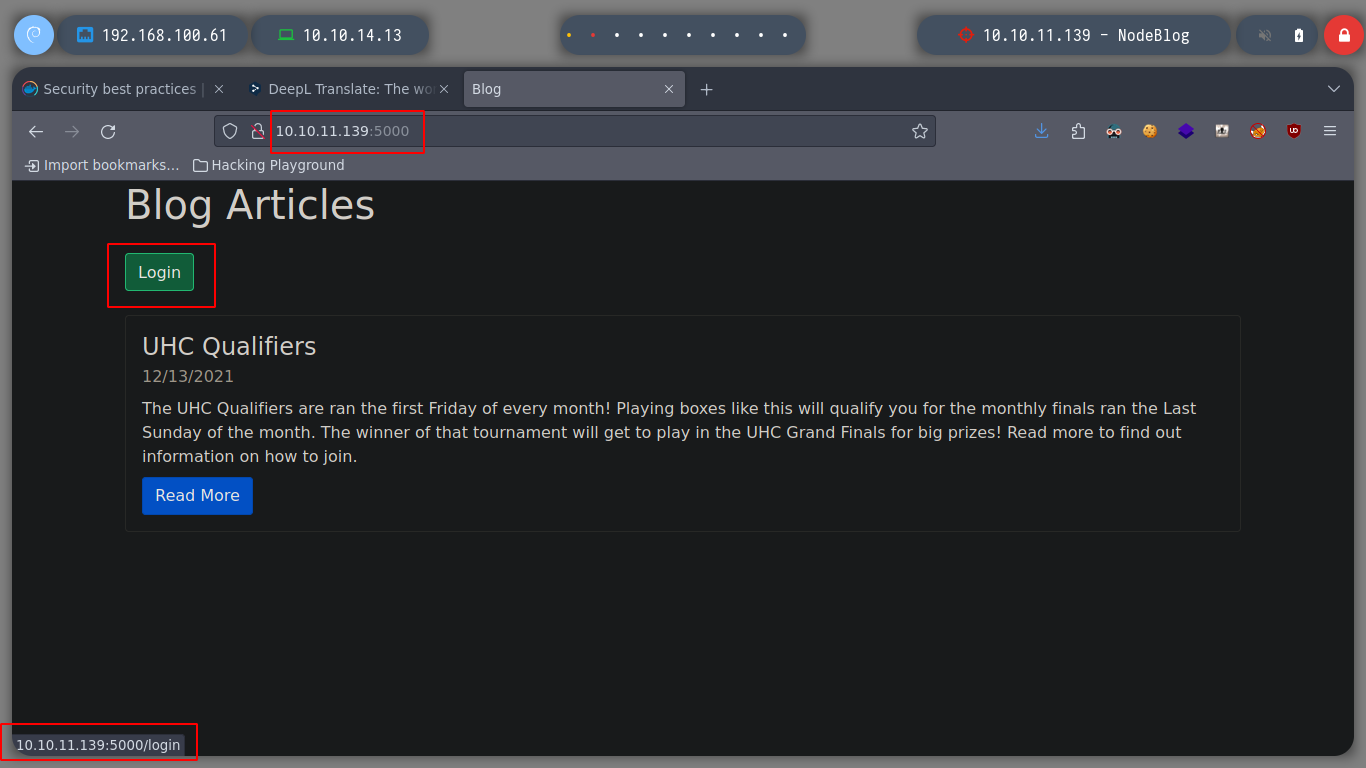 192.168.100.61
10.10.14.13
10.10.11.139 - NodeBlog
Security best practices |
DeepL Translate: The wo
Blog
10.10.11.139:5000
Import bookmarks...
Hacking Playground
Blog Articles
Login
UHC Qualifiers
12/13/2021
The UHC Qualifiers are ran the first Friday of every month! Playing boxes like this will qualify you for the monthly finals ran the Last
Sunday of the month. The winner of that tournament will get to play in the UHC Grand Finals for big prizes! Read more to find out
information on how to join.
Read More
10.10.11.139:5000/login